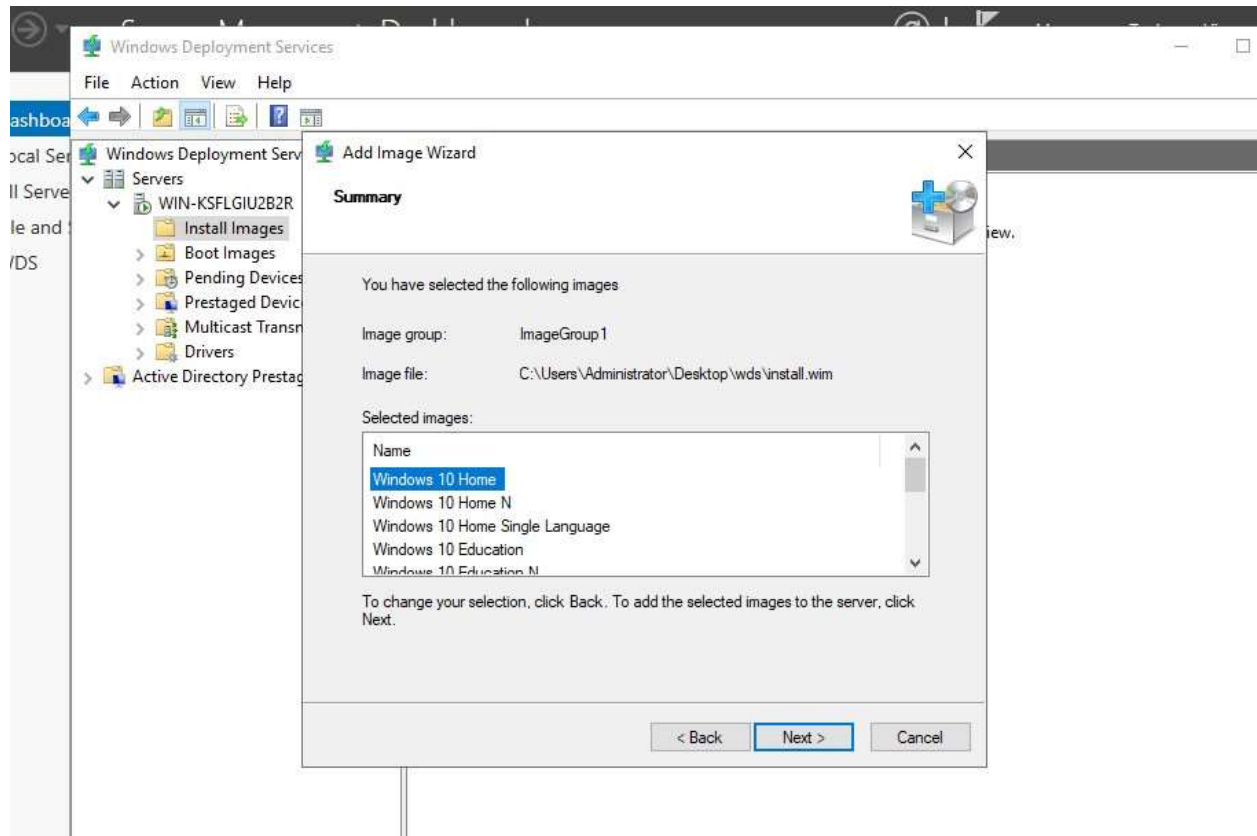 Windows Deployment Services
File Action View Help
ashboa
ocal Ser
ll Serve
le and S
/DS
Windows Deployment Serv
Servers
WIN-KSFLGIU2B2R
Install Images
Boot Images
Pending Devices
Prestaged Devic
Multicast Transn
Drivers
Active Directory Prestag
Add Image Wizard
Summary
iew.
You have selected the following images
Image group: ImageGroup1
Image file: C:\Users\Administrator\Desktop\wds\install.wim
Selected images:
Name
Windows 10 Home
Windows 10 Home N
Windows 10 Home Single Language
Windows 10 Education
Windows 10 Education N
To change your selection, click Back. To add the selected images to the server, click
Next.
< Back Next > Cancel